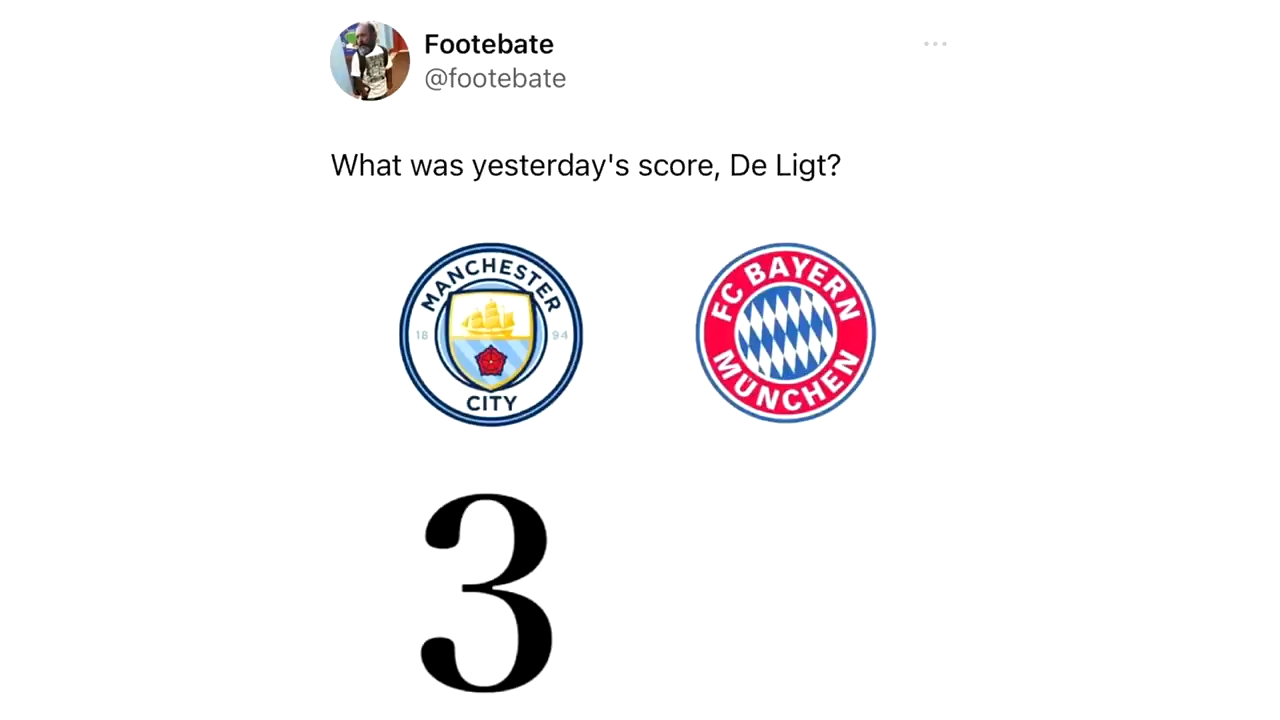 Footebate
@footebate
What was yesterday's score, De Ligt?
MANCHESTER
18 94
CITY
FC BAYERN
MÜNCHEN
3